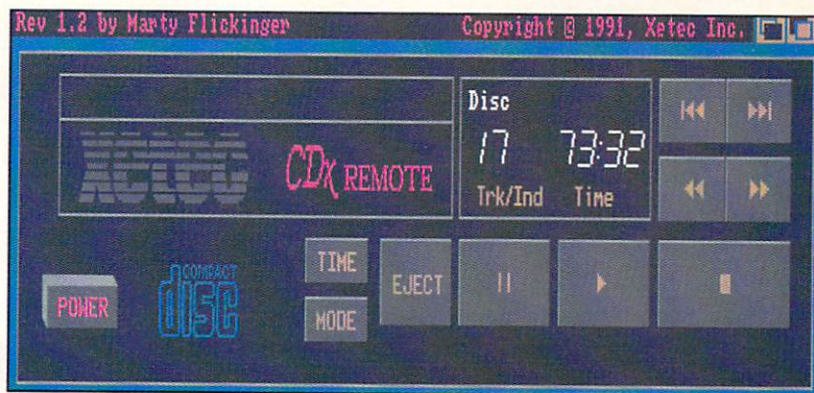 Rev 1.2 by Marty Flickinger
Copyright © 1991, Xetec Inc.
Disc
17 73:32
Trk/Ind Time
xetec
CDx REMOTE
TIME
EJECT
MODE
POWER
COMPACT
disc